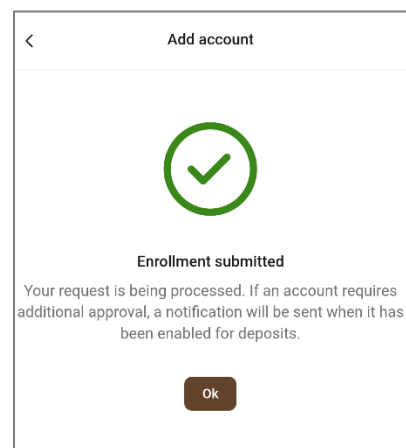 Add account
Enrollment submitted
Your request is being processed. If an account requires
additional approval, a notification will be sent when it has
been enabled for deposits.
Ok